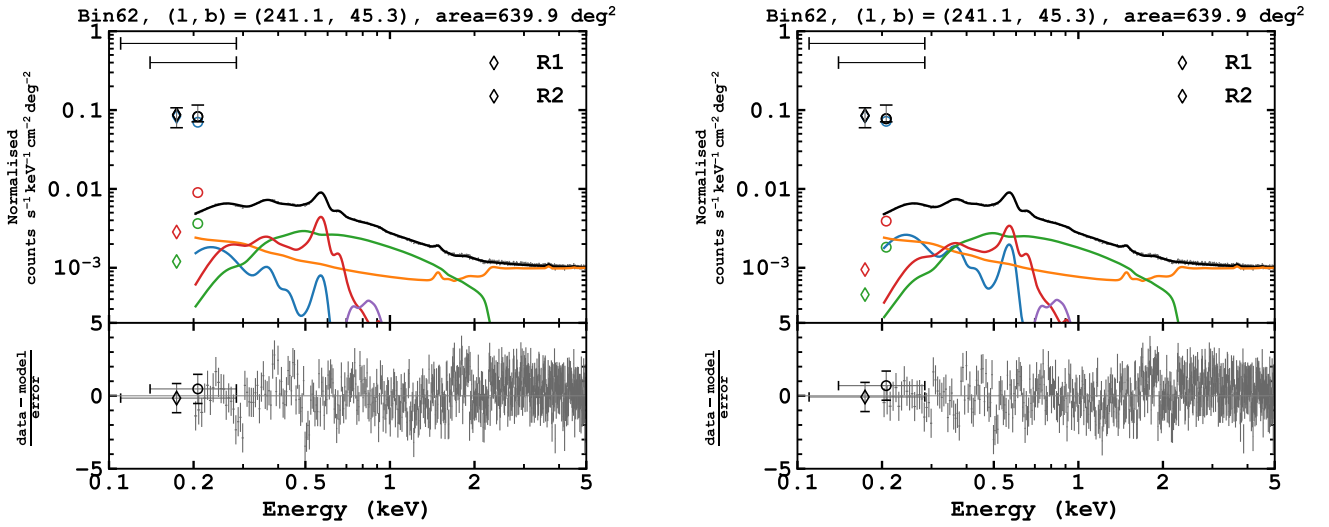 Bin62, (l, b) = (241.1, 45.3), area=639.9 deg²
1
0.1
0.01
10⁻³
5
0
−5
Normalised
counts s⁻¹ keV⁻¹ cm⁻² deg⁻²
R1
R2
data − model
error
0.1 0.2 0.5 1 2 5
Energy (keV)
Bin62, (l, b) = (241.1, 45.3), area=639.9 deg²
1
0.1
0.01
10⁻³
5
0
−5
Normalised
counts s⁻¹ keV⁻¹ cm⁻² deg⁻²
R1
R2
data − model
error
0.1 0.2 0.5 1 2 5
Energy (keV)